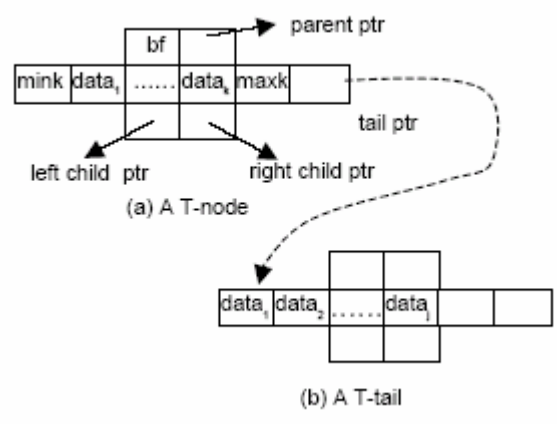 parent ptr
bf
mink data₁ ...... dataₖ maxk
tail ptr
left child ptr
right child ptr
(a) A T-node
data₁ data₂ ...... dataⱼ
(b) A T-tail